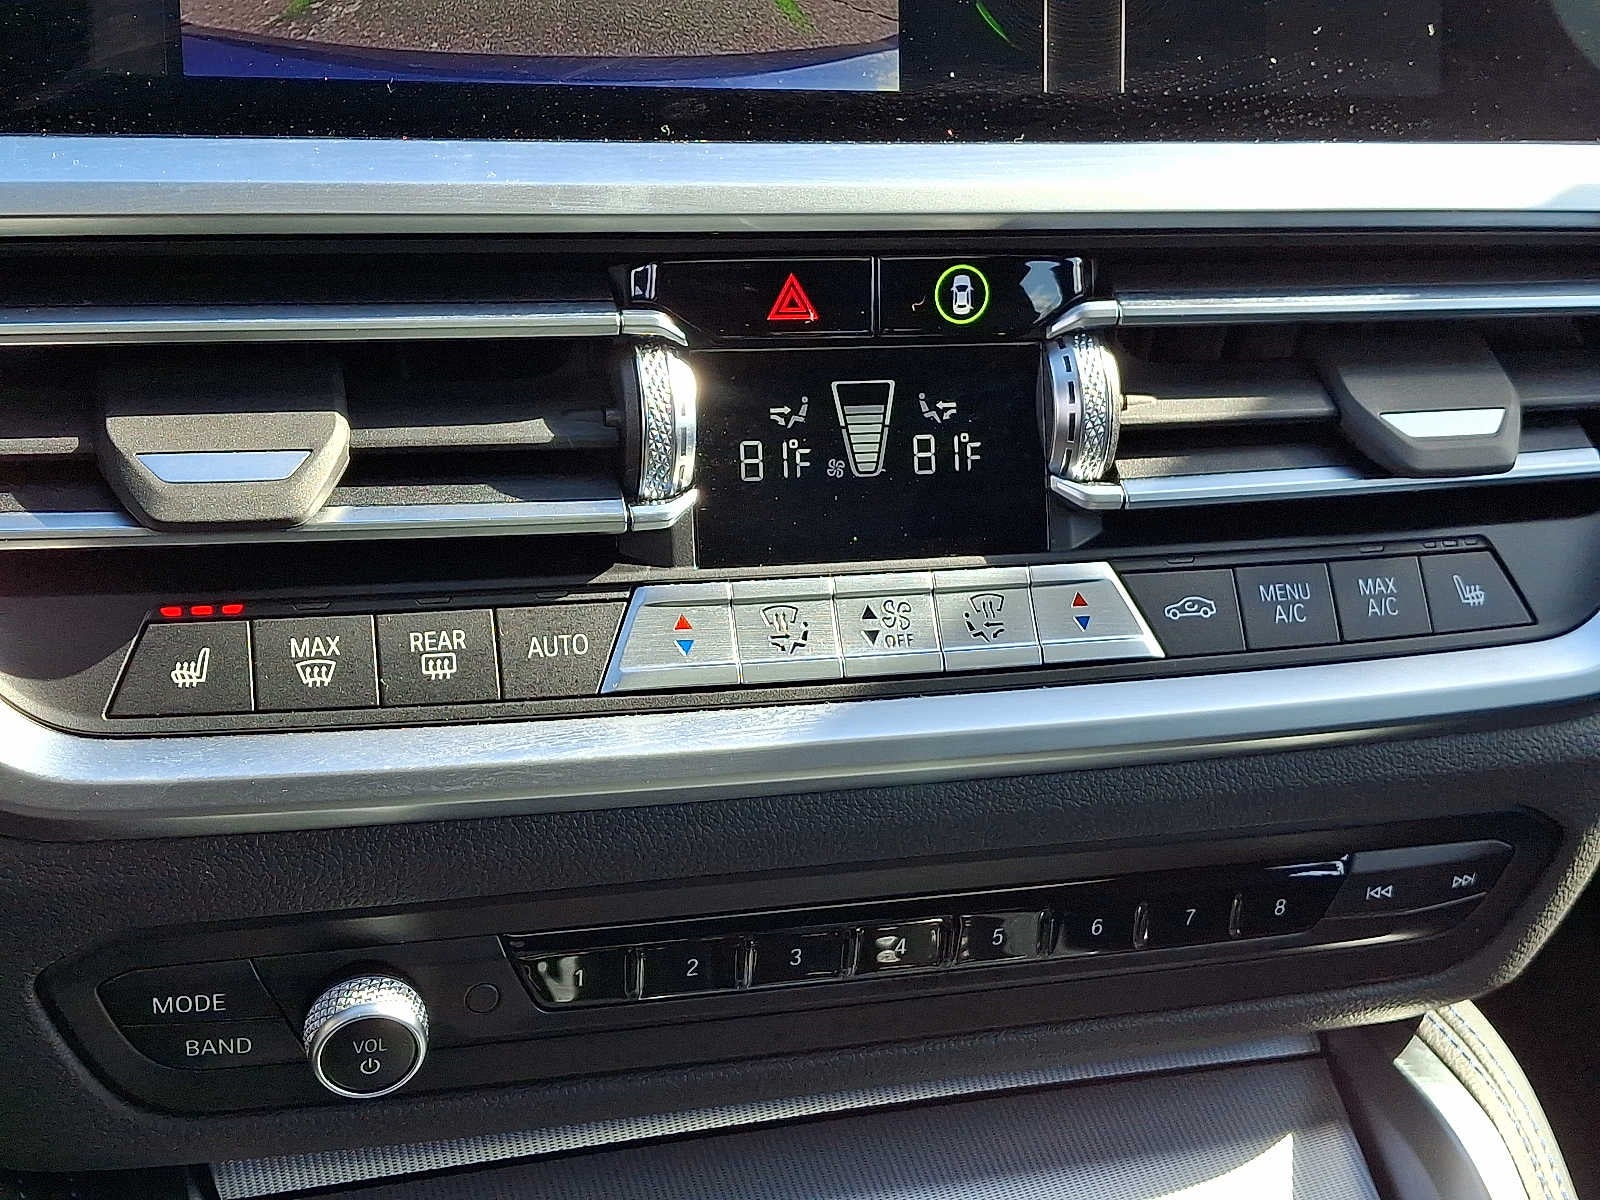 81°F 81°F
MAX
REAR
AUTO
OFF
MENU
A/C
MAX
A/C
1 2 3 4 5 6 7 8
MODE
BAND
VOL